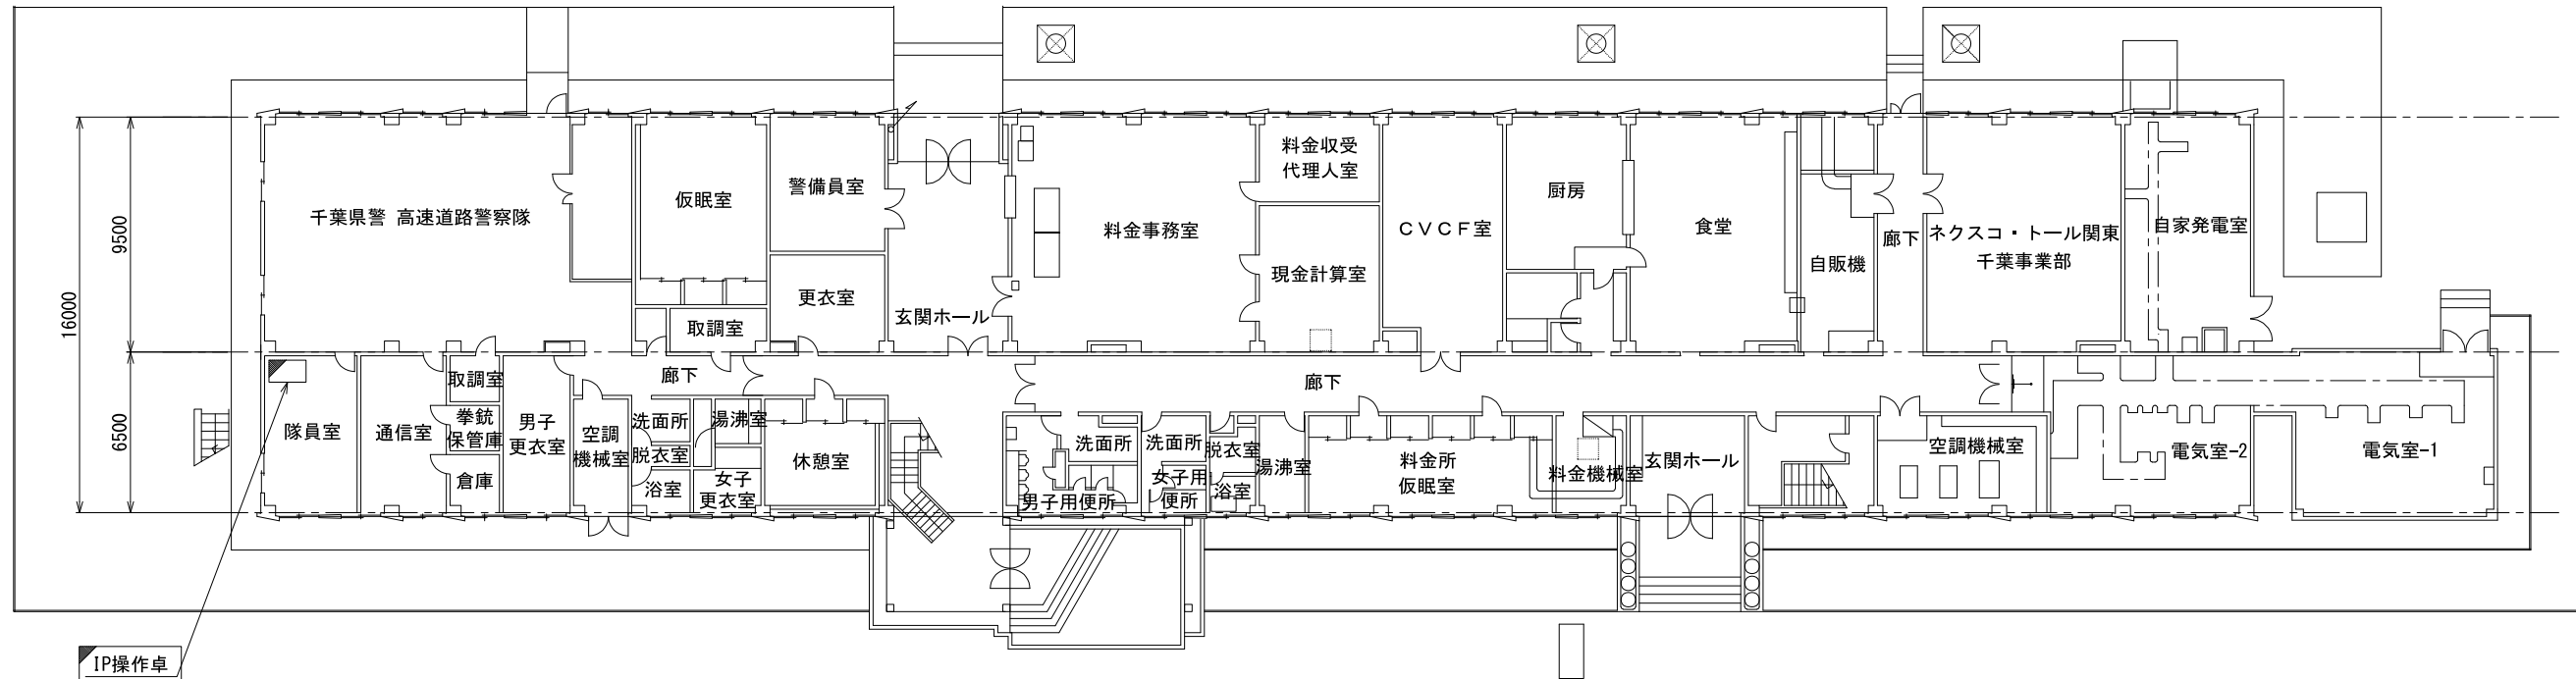 千葉県警 高速道路警察隊
仮眠室
警備員室
更衣室
取調室
玄関ホール
料金事務室
料金収受
代理人室
現金計算室
CVCF室
厨房
食堂
自販機
廊下
ネクスコ・トール関東
千葉事業部
自家発電室
9500
16000
6500
廊下
廊下
隊員室
通信室
取調室
拳銃
保管庫
倉庫
男子
更衣室
空調
機械室
洗面所
脱衣室
浴室
湯沸室
女子
更衣室
休憩室
洗面所
男子用便所
洗面所
女子用
便所
脱衣室
浴室
湯沸室
料金所
仮眠室
料金機械室
玄関ホール
空調機械室
電気室-2
電気室-1
IP操作卓